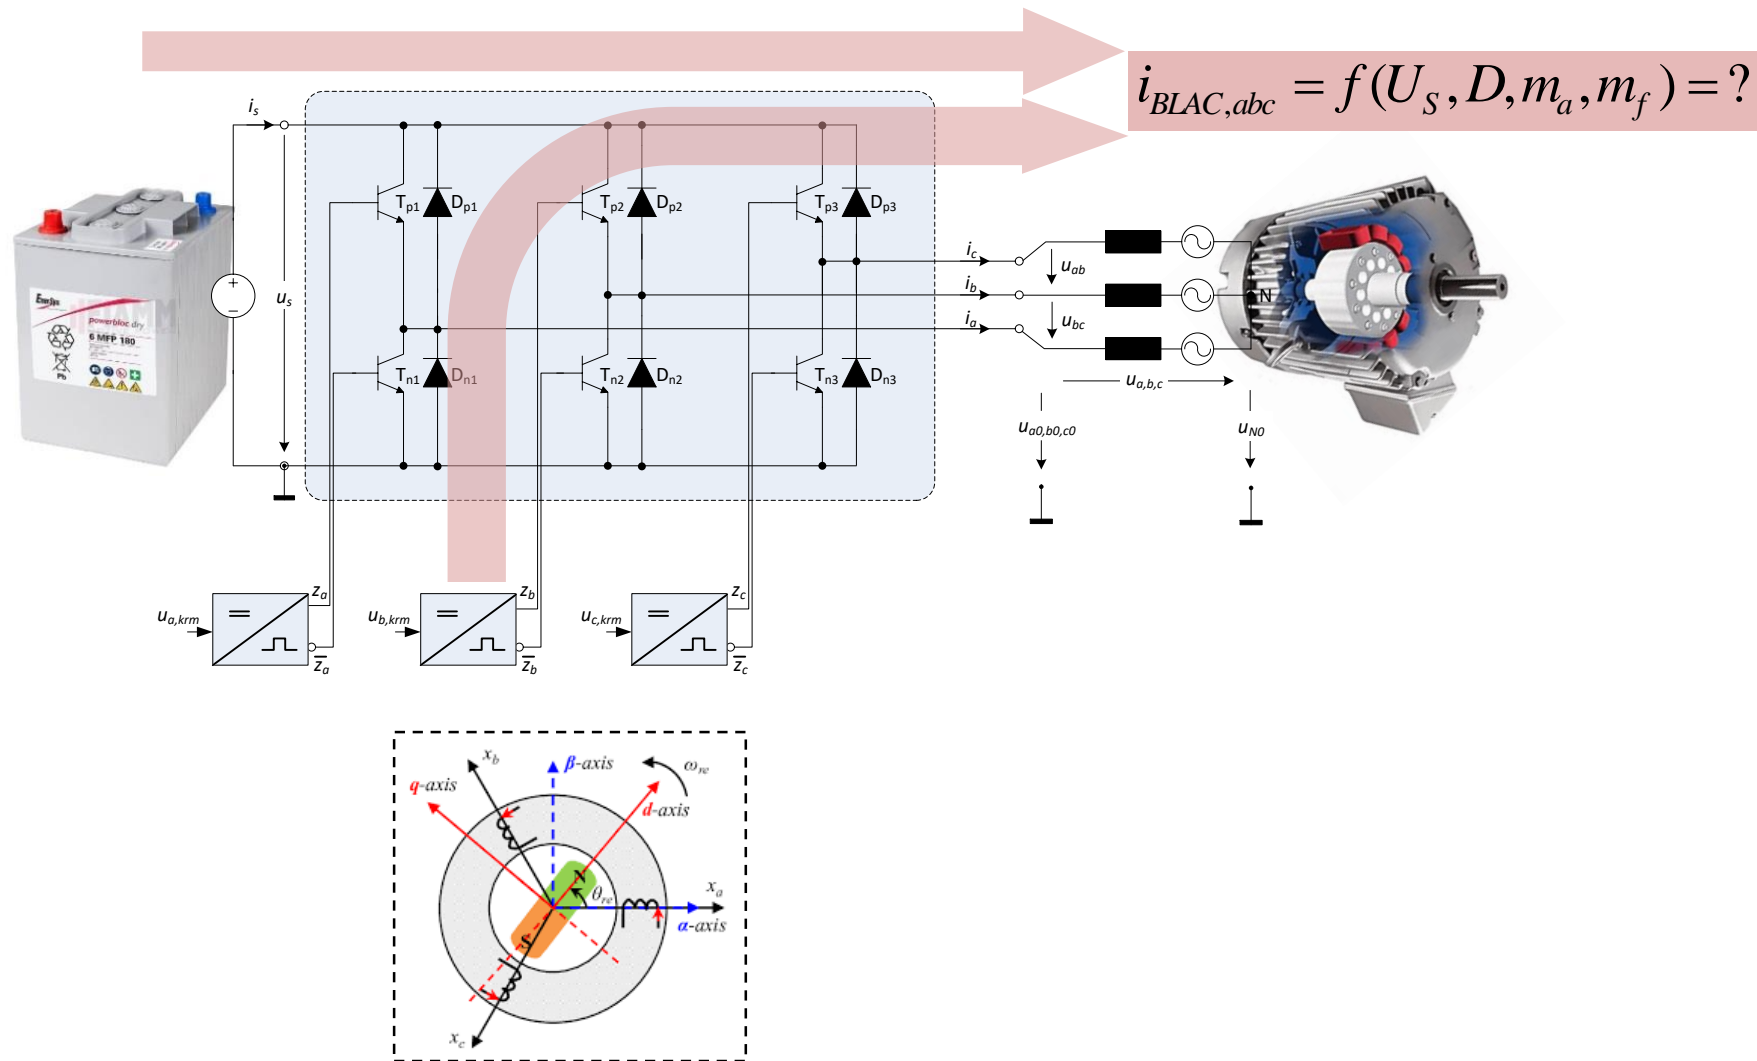 i_BLAC,abc = f(U_S, D, m_a, m_f) = ?
i_s
T_p1 D_p1
T_p2 D_p2
T_p3 D_p3
u_s
+
−
i_c
i_b
i_a
u_ab
u_bc
N
EnerSys
powerbloc dry
6 MFP 180
Pb
T_n1 D_n1
T_n2 D_n2
T_n3 D_n3
u_a,b,c
u_a0,b0,c0
u_N0
u_a,krm
z_a
z̅_a
u_b,krm
z_b
z̅_b
u_c,krm
z_c
z̅_c
x_b
β-axis
ω_re
q-axis
d-axis
N
θ_re
x_a
α-axis
S
x_c